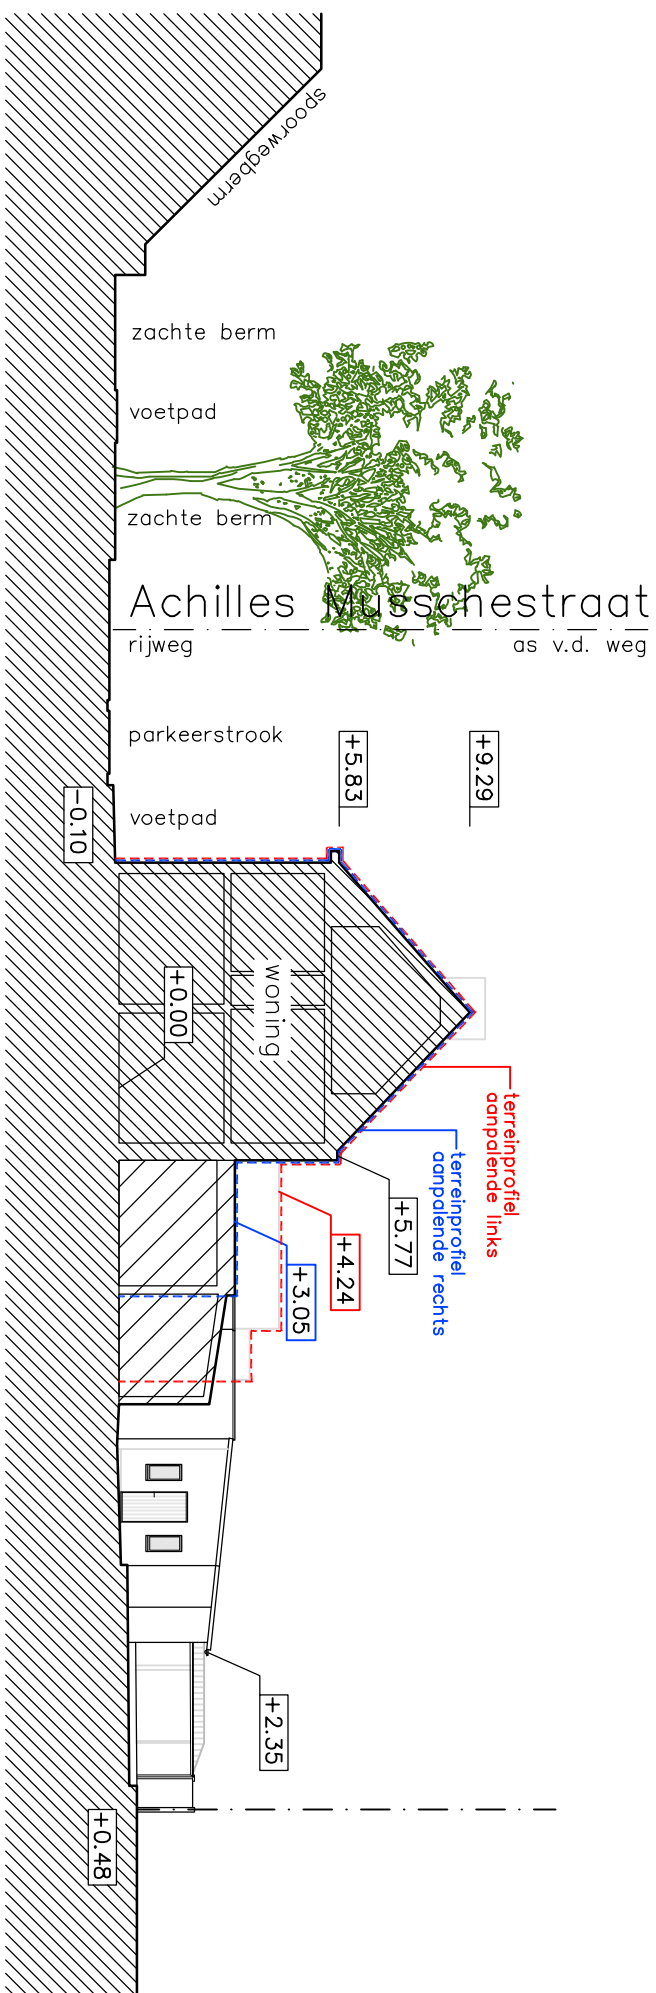 spoorwegberm
zachte berm
voetpad
zachte berm
Achilles Musschestraat
rijweg
as v.d. weg
parkeerstrook
voetpad
+5.83
+9.29
-0.10
+0.00
woning
terreinprofiel
aanpalende links
terreinprofiel
aanpalende rechts
+5.77
+4.24
+3.05
+2.35
+0.48